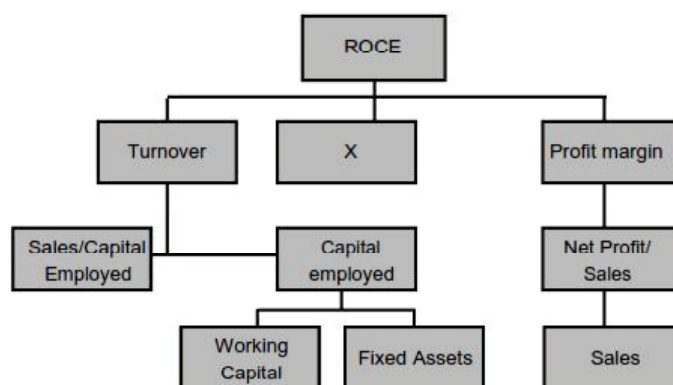 ROCE
Turnover
X
Profit margin
Sales/Capital
Employed
Capital
employed
Net Profit/
Sales
Working
Capital
Fixed Assets
Sales